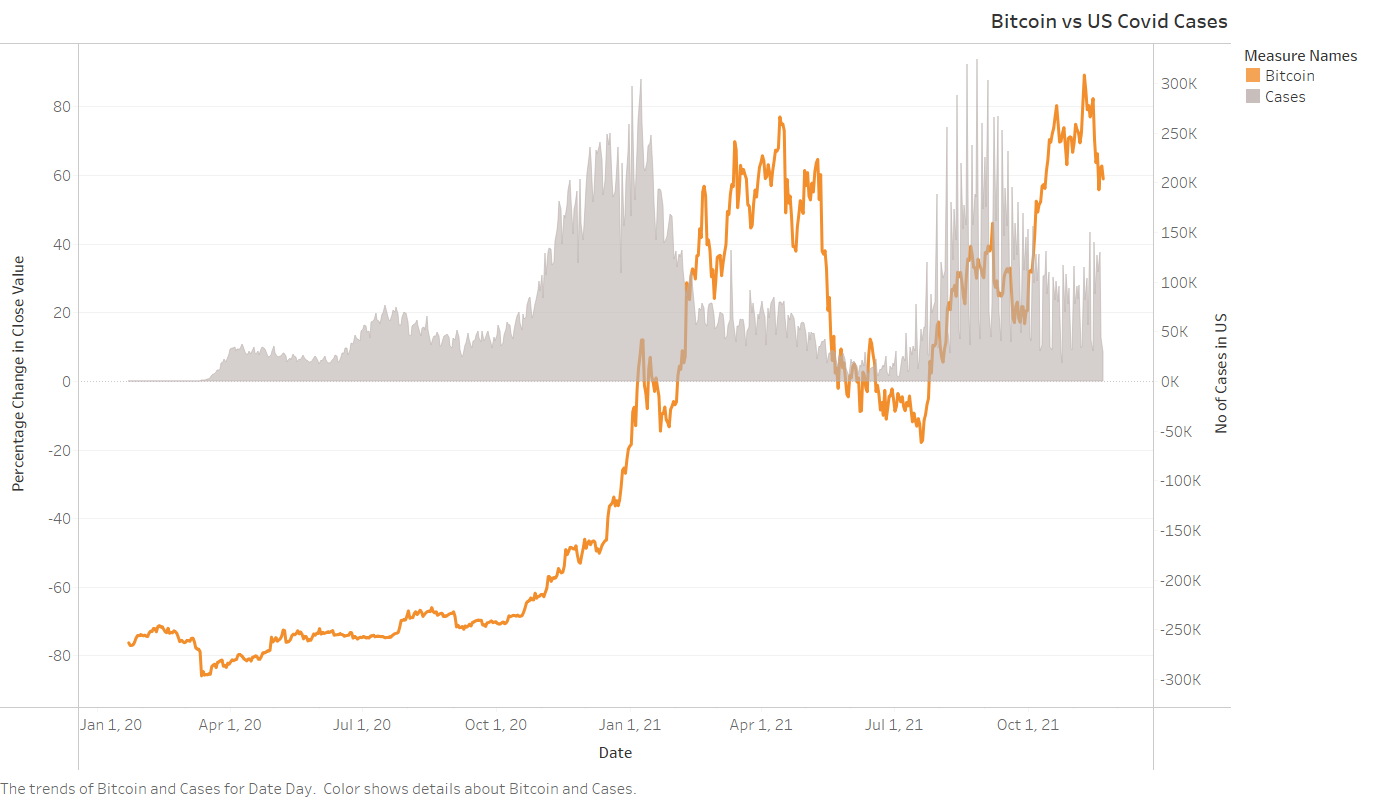 Bitcoin vs US Covid Cases
Measure Names
Bitcoin
Cases
Percentage Change in Close Value
80
60
40
20
0
-20
-40
-60
-80
300K
250K
200K
150K
100K
50K
0K
-50K
-100K
-150K
-200K
-250K
-300K
No of Cases in US
Jan 1, 20 Apr 1, 20 Jul 1, 20 Oct 1, 20 Jan 1, 21 Apr 1, 21 Jul 1, 21 Oct 1, 21
Date
The trends of Bitcoin and Cases for Date Day. Color shows details about Bitcoin and Cases.